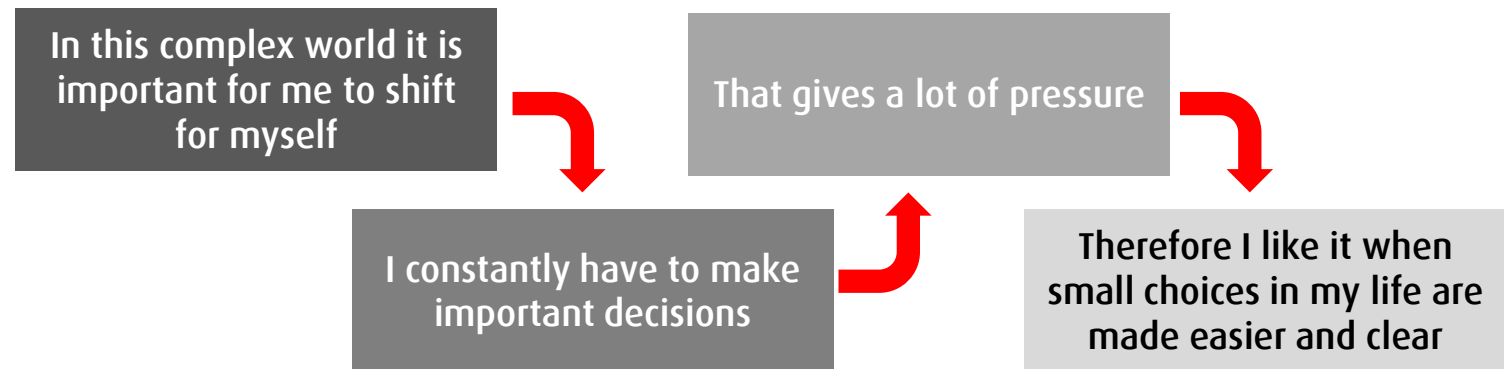 In this complex world it is
important for me to shift
for myself
I constantly have to make
important decisions
That gives a lot of pressure
Therefore I like it when
small choices in my life are
made easier and clear